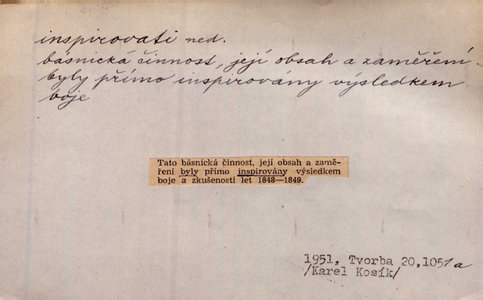 inspirovati ned.
básnická činnost, její obsah a zaměření
byly přímo inspirovány výsledkem
boje
Tato básnická činnost, její obsah a zamě-
ření byly přímo inspirovány výsledkem
boje a zkušeností let 1848—1849.
1951, Tvorba 20,1051a
/Karel Kosík/